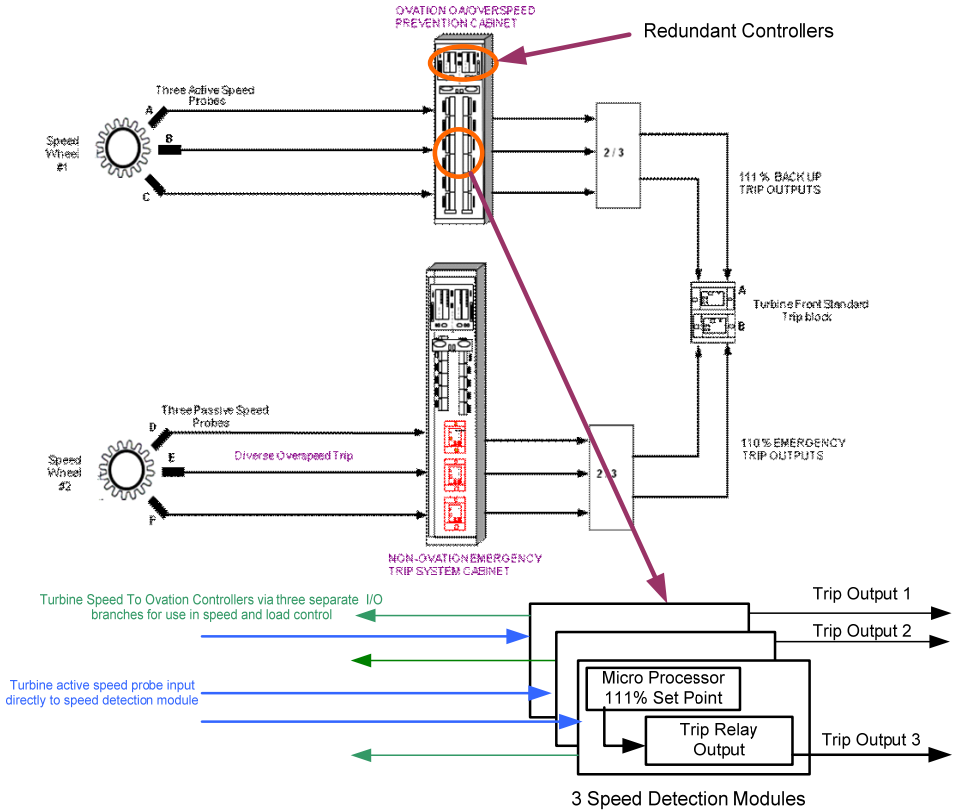 OVATION OA/OVERSPEED
PREVENTION CABINET
Redundant Controllers
Three Active Speed
Probes
A
B
C
Speed
Wheel
#1
2 / 3
111 % BACK UP
TRIP OUTPUTS
A
B
Turbine Front Standard
Trip block
Three Passive Speed
Probes
D
E
F
Speed
Wheel
#2
Diverse Overspeed Trip
2 / 3
110 % EMERGENCY
TRIP OUTPUTS
NON-OVATION EMERGENCY
TRIP SYSTEM CABINET
Turbine Speed To Ovation Controllers via three separate I/O
branches for use in speed and load control
Turbine active speed probe input
directly to speed detection module
Trip Output 1
Trip Output 2
Micro Processor
111% Set Point
Trip Relay
Output
Trip Output 3
3 Speed Detection Modules